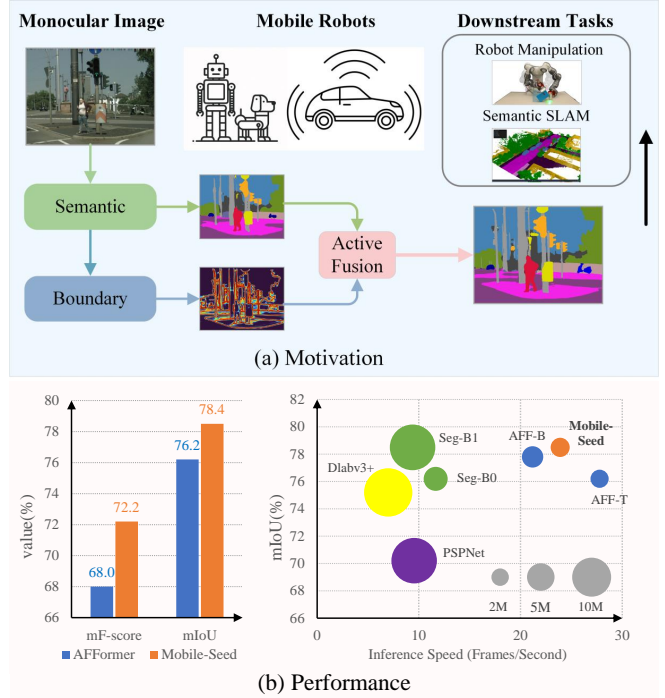 Monocular Image
Mobile Robots
Downstream Tasks
Robot Manipulation
Semantic SLAM
Semantic
Boundary
Active
Fusion
(a) Motivation
80
78
76
74
72
70
68
66
value(%)
68.0
72.2
76.2
78.4
mF-score
mIoU
AFFormer
Mobile-Seed
82
80
78
76
74
72
70
68
66
mIoU(%)
Seg-B1
AFF-B
Mobile-
Seed
Dlabv3+
Seg-B0
AFF-T
PSPNet
2M
5M
10M
0
10
20
30
Inference Speed (Frames/Second)
(b) Performance